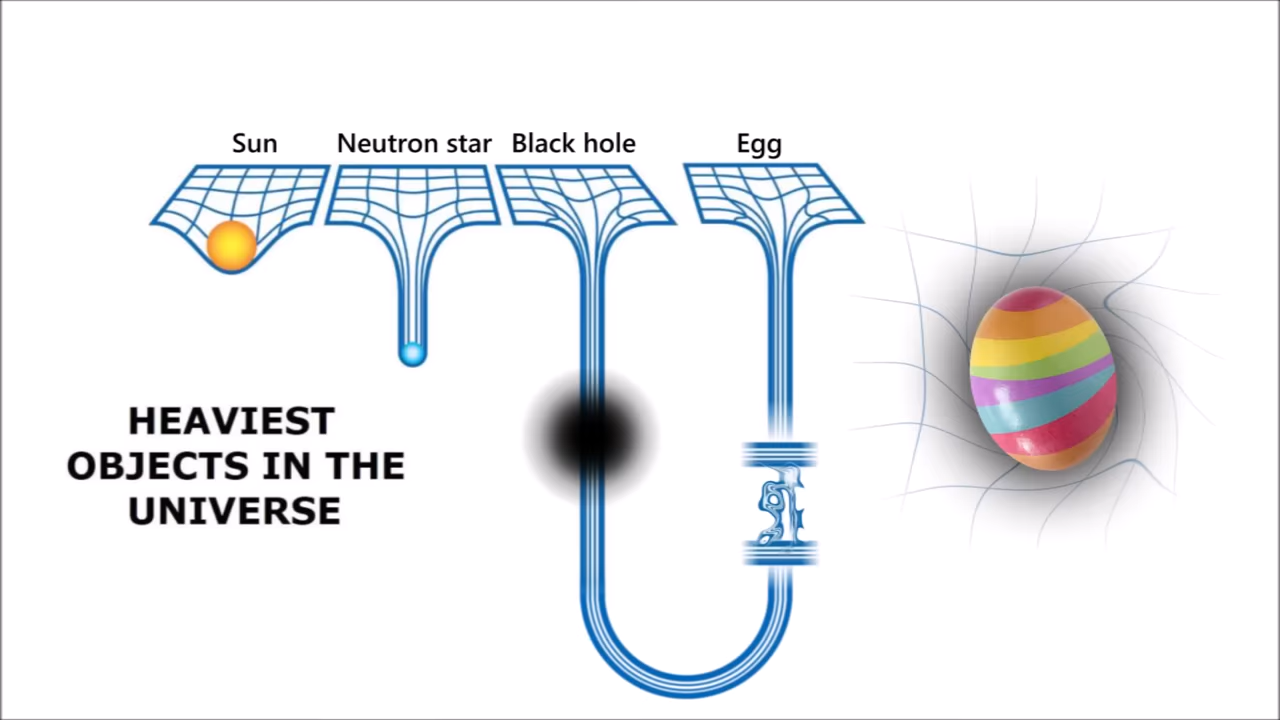 Sun
Neutron star
Black hole
Egg
HEAVIEST
OBJECTS IN THE
UNIVERSE